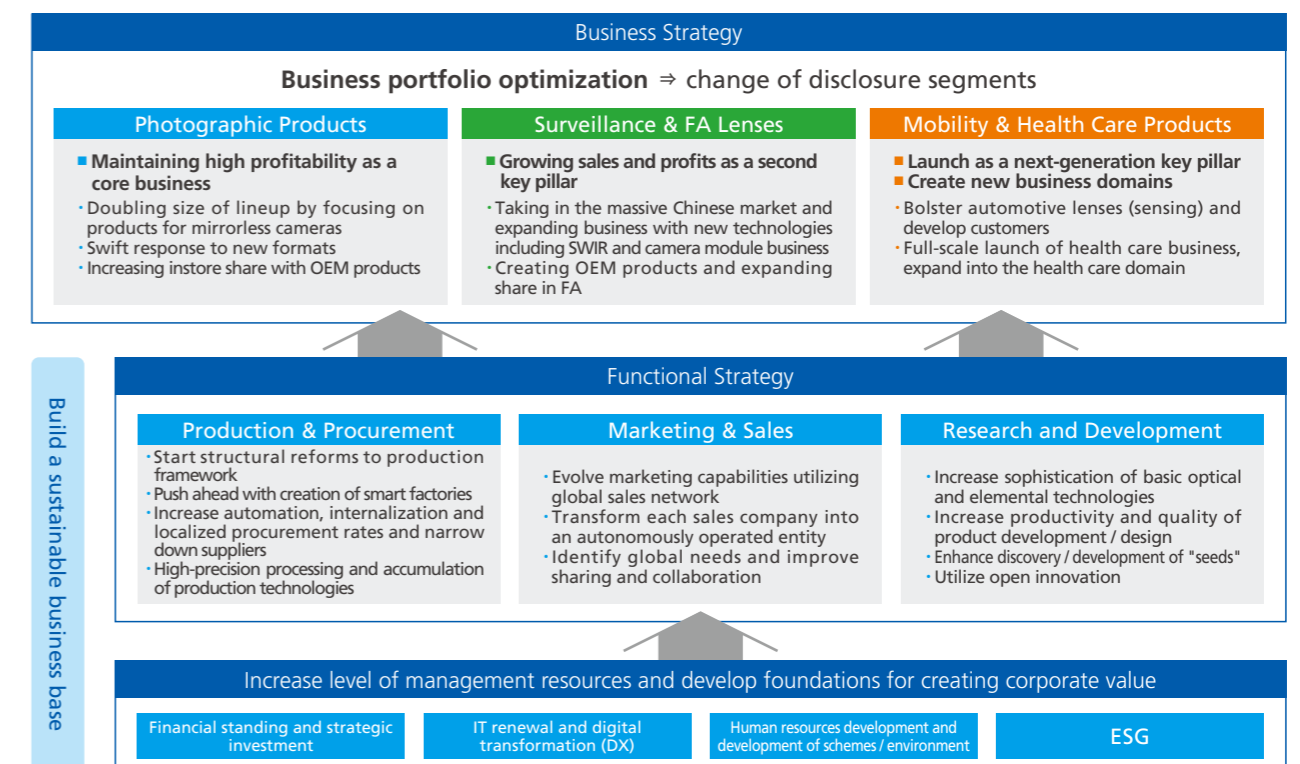 Business Strategy
Business portfolio optimization ⇒ change of disclosure segments
Photographic Products
■ Maintaining high profitability as a
core business
・Doubling size of lineup by focusing on
products for mirrorless cameras
・Swift response to new formats
・Increasing instore share with OEM products
Surveillance & FA Lenses
■ Growing sales and profits as a second
key pillar
・Taking in the massive Chinese market and
expanding business with new technologies
including SWIR and camera module business
・Creating OEM products and expanding
share in FA
Mobility & Health Care Products
■ Launch as a next-generation key pillar
■ Create new business domains
・Bolster automotive lenses (sensing) and
develop customers
・Full-scale launch of health care business,
expand into the health care domain
Build a sustainable business base
Functional Strategy
Production & Procurement
・Start structural reforms to production
framework
・Push ahead with creation of smart factories
・Increase automation, internalization and
localized procurement rates and narrow
down suppliers
・High-precision processing and accumulation
of production technologies
Marketing & Sales
・Evolve marketing capabilities utilizing
global sales network
・Transform each sales company into
an autonomously operated entity
・Identify global needs and improve
sharing and collaboration
Research and Development
・Increase sophistication of basic optical
and elemental technologies
・Increase productivity and quality of
product development / design
・Enhance discovery / development of "seeds"
・Utilize open innovation
Increase level of management resources and develop foundations for creating corporate value
Financial standing and strategic
investment
IT renewal and digital
transformation (DX)
Human resources development and
development of schemes / environment
ESG